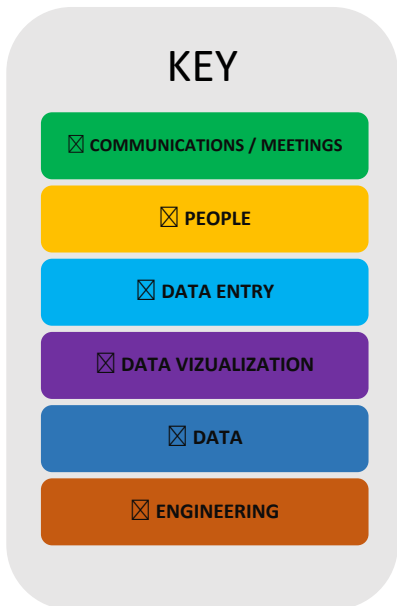 KEY
COMMUNICATIONS / MEETINGS
PEOPLE
DATA ENTRY
DATA VIZUALIZATION
DATA
ENGINEERING